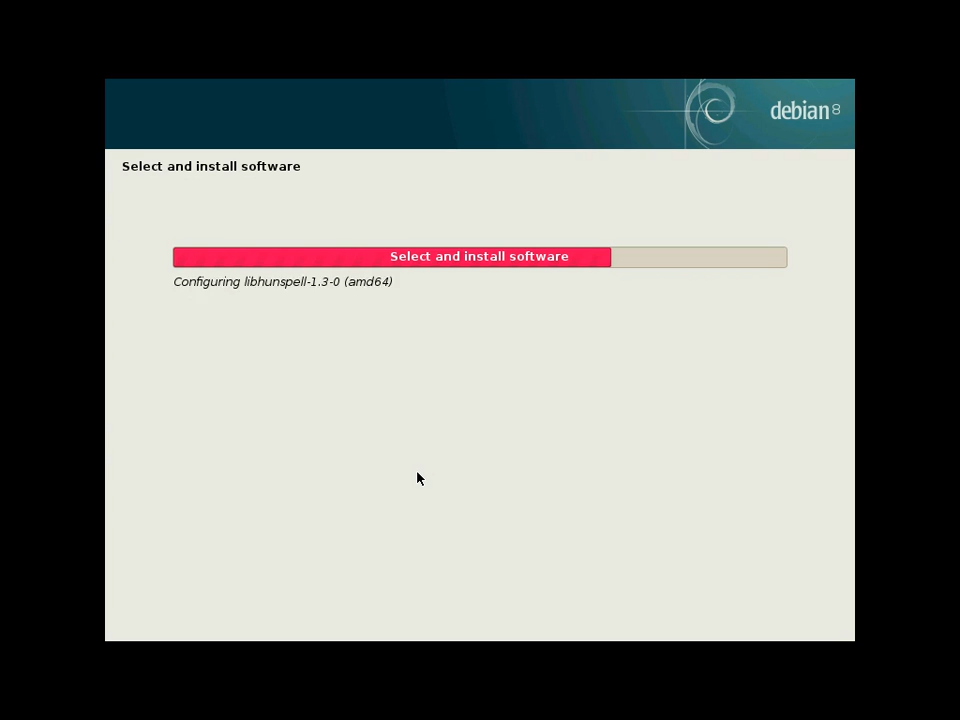 debian 8
Select and install software
Select and install software
Configuring libhunspell-1.3-0 (amd64)